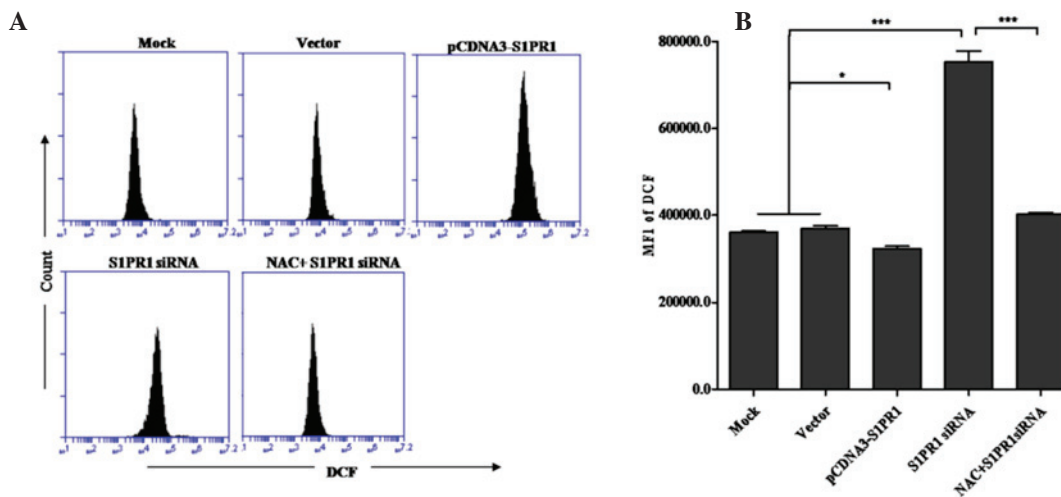 A
Mock
Vector
pCDNA3-S1PR1
S1PR1 siRNA
NAC+ S1PR1 siRNA
Count
DCF
B
***
***
*
800000.0
600000.0
400000.0
200000.0
0.0
MFI of DCF
Mock
Vector
pCDNA3-S1PR1
S1PR1 siRNA
NAC+S1PR1siRNA